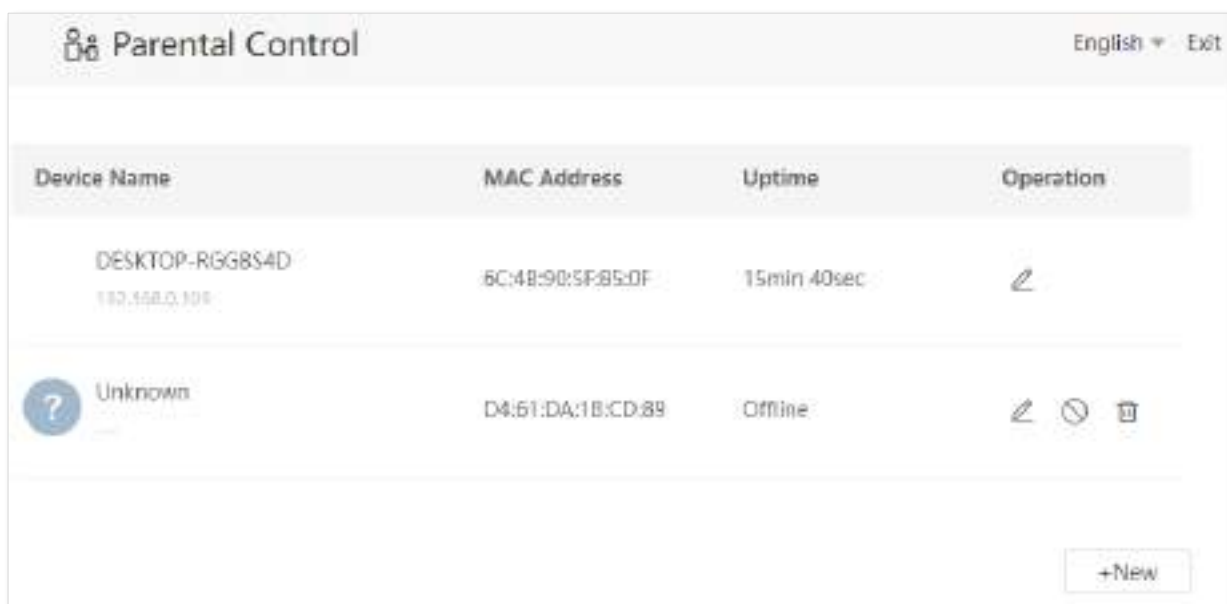 Parental Control
English Exit
Device Name MAC Address Uptime Operation
DESKTOP-RGG8S4D
6C:4B:90:5F:85:0F 15min 40sec
Unknown
D4:61:DA:1B:CD:89 Offline
+New